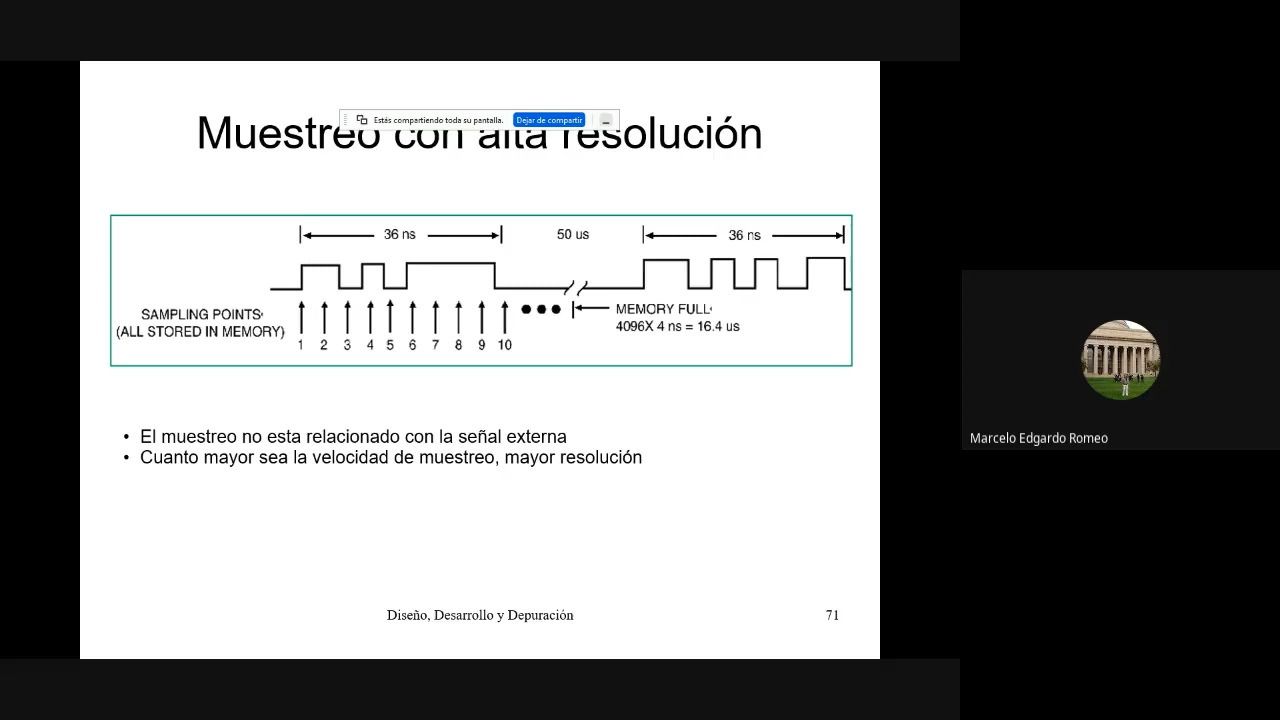 Estás compartiendo toda su pantalla. Dejar de compartir
Muestreo con alta resolución
36 ns 50 us 36 ns
SAMPLING POINTS
(ALL STORED IN MEMORY)
MEMORY FULL
4096X 4 ns = 16.4 us
1 2 3 4 5 6 7 8 9 10
• El muestreo no esta relacionado con la señal externa
• Cuanto mayor sea la velocidad de muestreo, mayor resolución
Diseño, Desarrollo y Depuración 71
Marcelo Edgardo Romeo